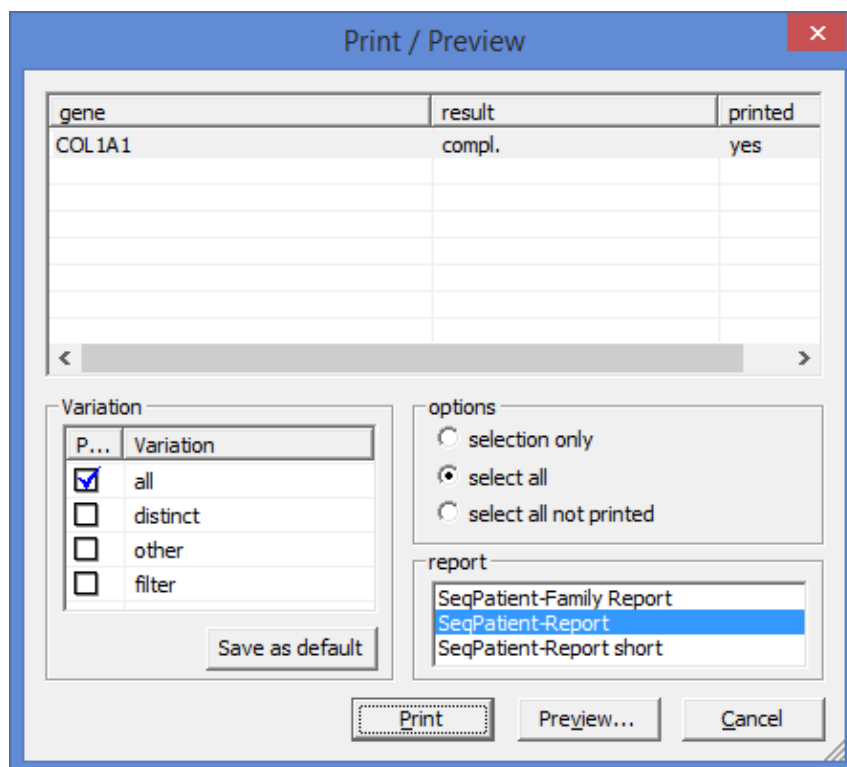 Print / Preview
gene result printed
COL1A1 compl. yes
Variation
P... Variation
all
distinct
other
filter
Save as default
options
selection only
select all
select all not printed
report
SeqPatient-Family Report
SeqPatient-Report
SeqPatient-Report short
Print Preview... Cancel